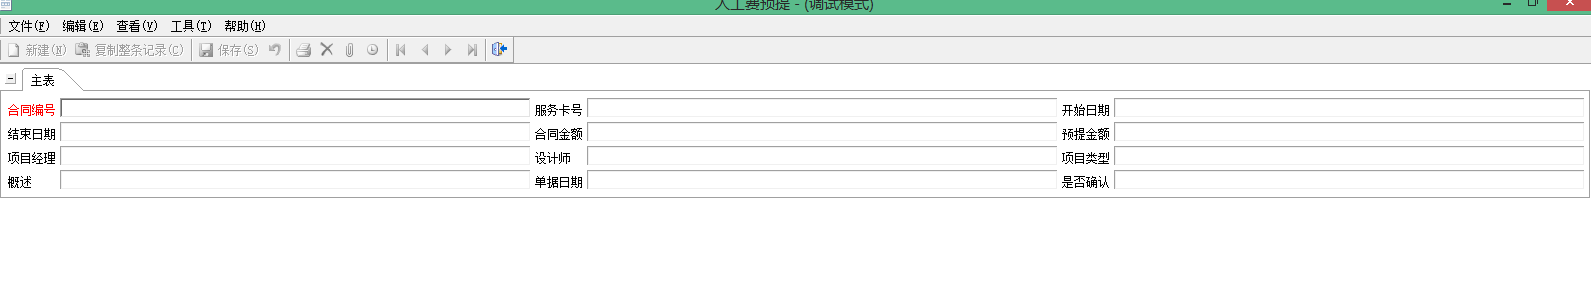 人工费预提 - (调试模式)
文件(F) 编辑(E) 查看(V) 工具(T) 帮助(H)
新建(N) 复制整条记录(C) 保存(S)
主表
合同编号 服务卡号 开始日期
结束日期 合同金额 预提金额
项目经理 设计师 项目类型
概述 单据日期 是否确认